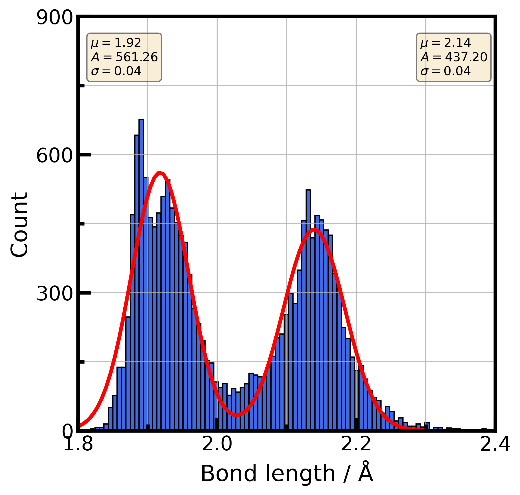 900
μ = 1.92
A = 561.26
σ = 0.04
μ = 2.14
A = 437.20
σ = 0.04
600
Count
300
0
1.8 2.0 2.2 2.4
Bond length / Å